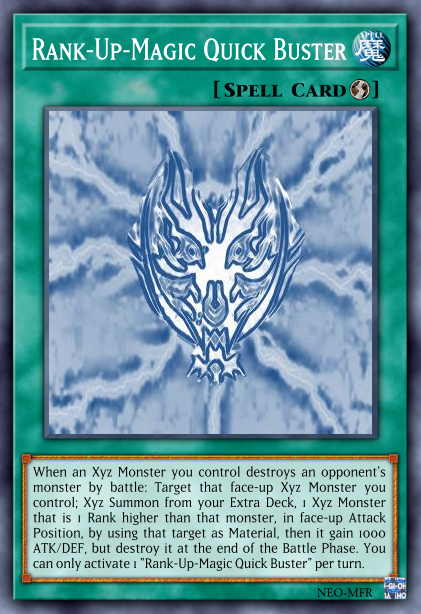 Rank-Up-Magic Quick Buster
SPELL
魔
[Spell Card]
When an Xyz Monster you control destroys an opponent's
monster by battle: Target that face-up Xyz Monster you
control; Xyz Summon from your Extra Deck, 1 Xyz Monster
that is 1 Rank higher than that monster, in face-up Attack
Position, by using that target as Material, then it gain 1000
ATK/DEF, but destroy it at the end of the Battle Phase. You
can only activate 1 "Rank-Up-Magic Quick Buster" per turn.
NEO-MFR